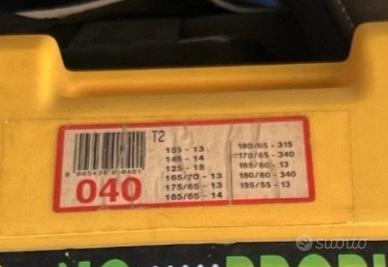 T2
155 - 13
145 - 14
125 - 15
165/70 - 13
175/65 - 13
165/65 - 14
180/65 - 315
170/65 - 340
185/60 - 13
180/60 - 340
195/55 - 13
040
subito